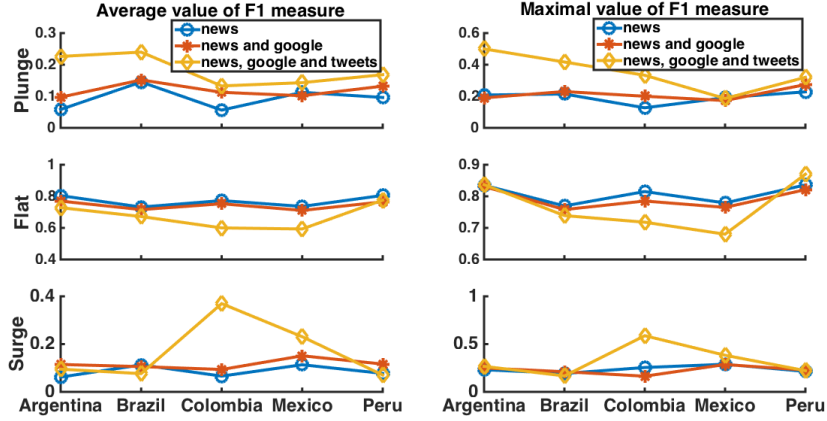 Average value of F1 measure
Maximal value of F1 measure
news
news and google
news, google and tweets
news
news and google
news, google and tweets
Plunge
0.3
0.2
0.1
0
0.6
0.4
0.2
0
Flat
1
0.8
0.6
0.4
0.9
0.8
0.7
0.6
Surge
0.4
0.2
0
1
0.5
0
Argentina Brazil Colombia Mexico Peru
Argentina Brazil Colombia Mexico Peru